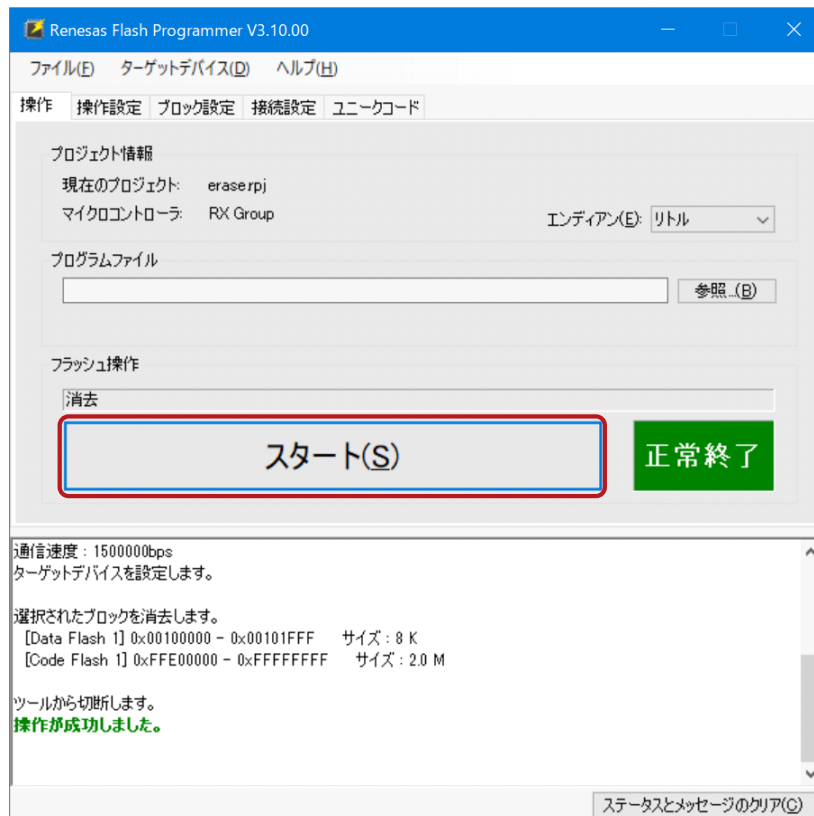 Renesas Flash Programmer V3.10.00
ファイル(F) ターゲットデバイス(D) ヘルプ(H)
操作 操作設定 ブロック設定 接続設定 ユニークコード
プロジェクト情報
現在のプロジェクト: erase.rpj
マイクロコントローラ: RX Group エンディアン(E): リトル
プログラムファイル
参照...(B)
フラッシュ操作
消去
スタート(S) 正常終了
通信速度 : 1500000bps
ターゲットデバイスを設定します。
選択されたブロックを消去します。
[Data Flash 1] 0x00100000 - 0x00101FFF サイズ : 8 K
[Code Flash 1] 0xFFE00000 - 0xFFFFFFFF サイズ : 2.0 M
ツールから切断します。
操作が成功しました。
ステータスとメッセージのクリア(C)